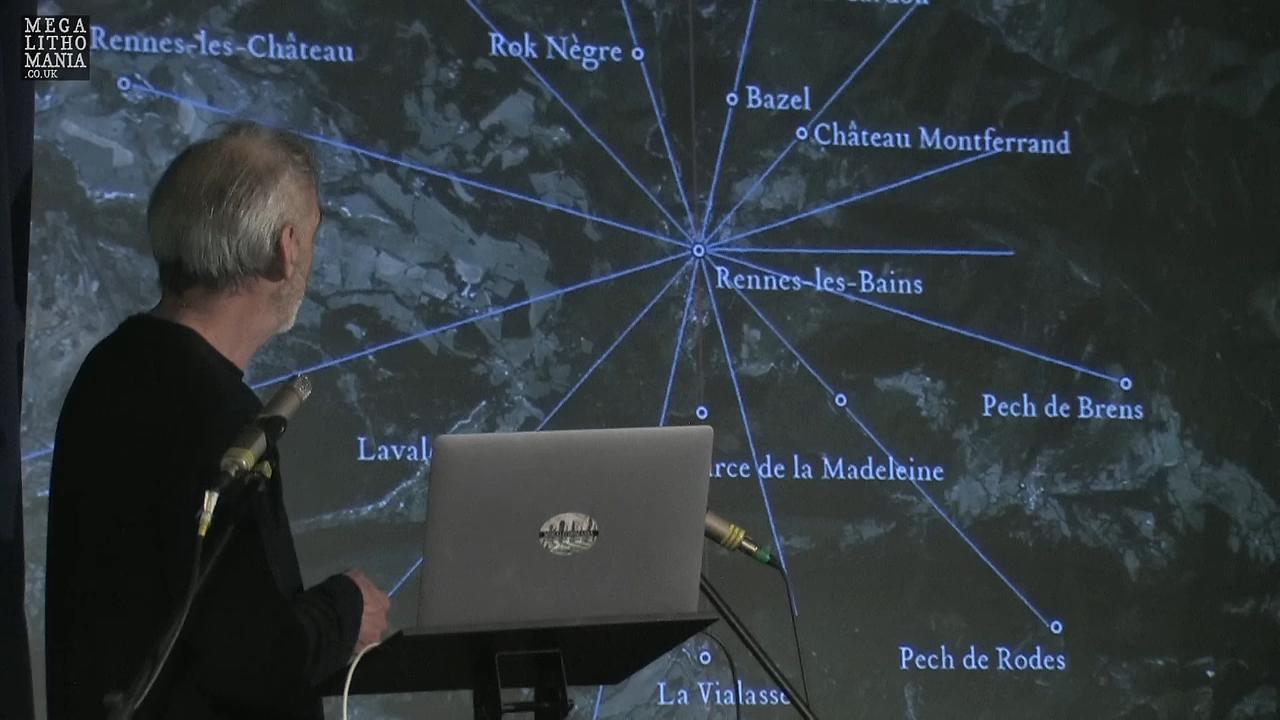 MEGA
LITHO
MANIA
.CO.UK
Rennes-les-Château
Rok Nègre
Bazel
Château Montferrand
Rennes-les-Bains
Pech de Brens
Laval
de la Madeleine
Pech de Rodes
La Vialasse